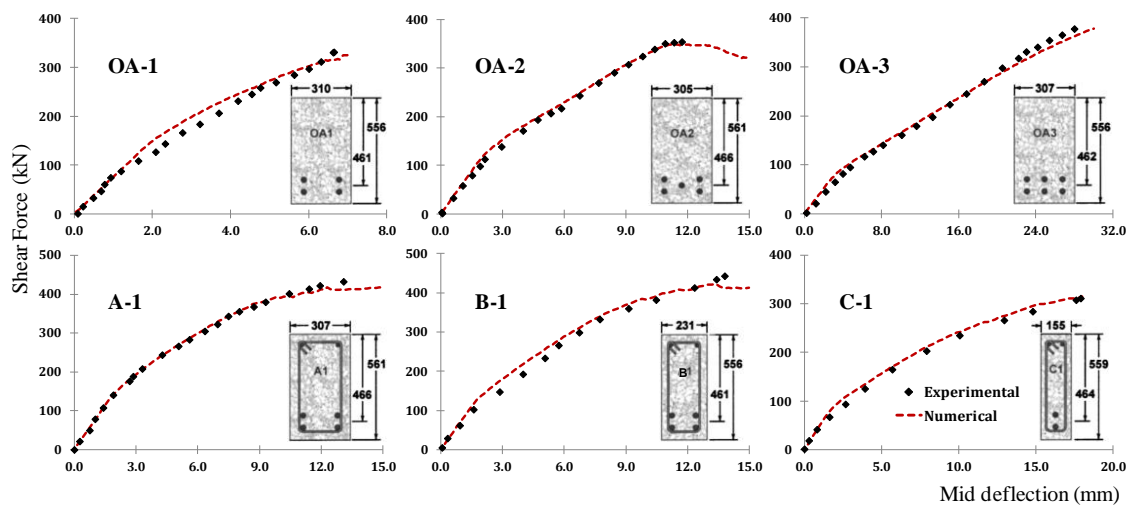 Shear Force (kN)
400
300
200
100
0
0.0 2.0 4.0 6.0 8.0
OA-1
310
OA1
461
556
400
300
200
100
0
0.0 3.0 6.0 9.0 12.0 15.0
OA-2
305
OA2
466
561
400
300
200
100
0
0.0 8.0 16.0 24.0 32.0
OA-3
307
OA3
462
556
500
400
300
200
100
0
0.0 3.0 6.0 9.0 12.0 15.0
A-1
307
A1
466
561
500
400
300
200
100
0
0.0 3.0 6.0 9.0 12.0 15.0
B-1
231
B1
461
556
400
300
200
100
0
0.0 5.0 10.0 15.0 20.0
C-1
155
C1
464
559
Experimental
Numerical
Mid deflection (mm)